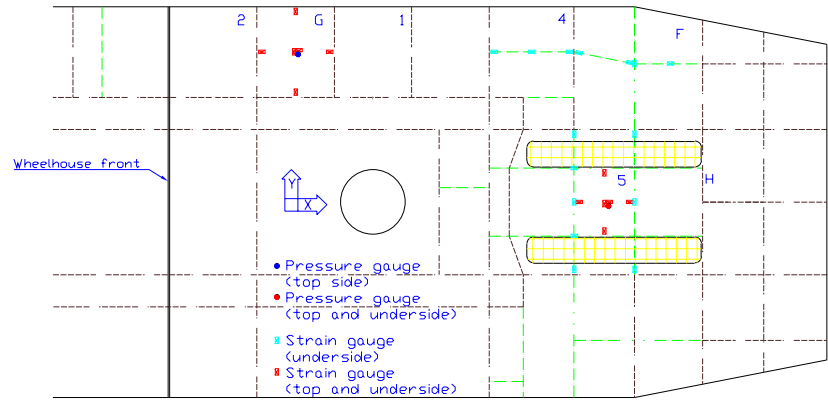 2 G 1 4 F
Wheelhouse front
5 H
Y
X
Pressure gauge
(top side)
Pressure gauge
(top and underside)
Strain gauge
(underside)
Strain gauge
(top and underside)